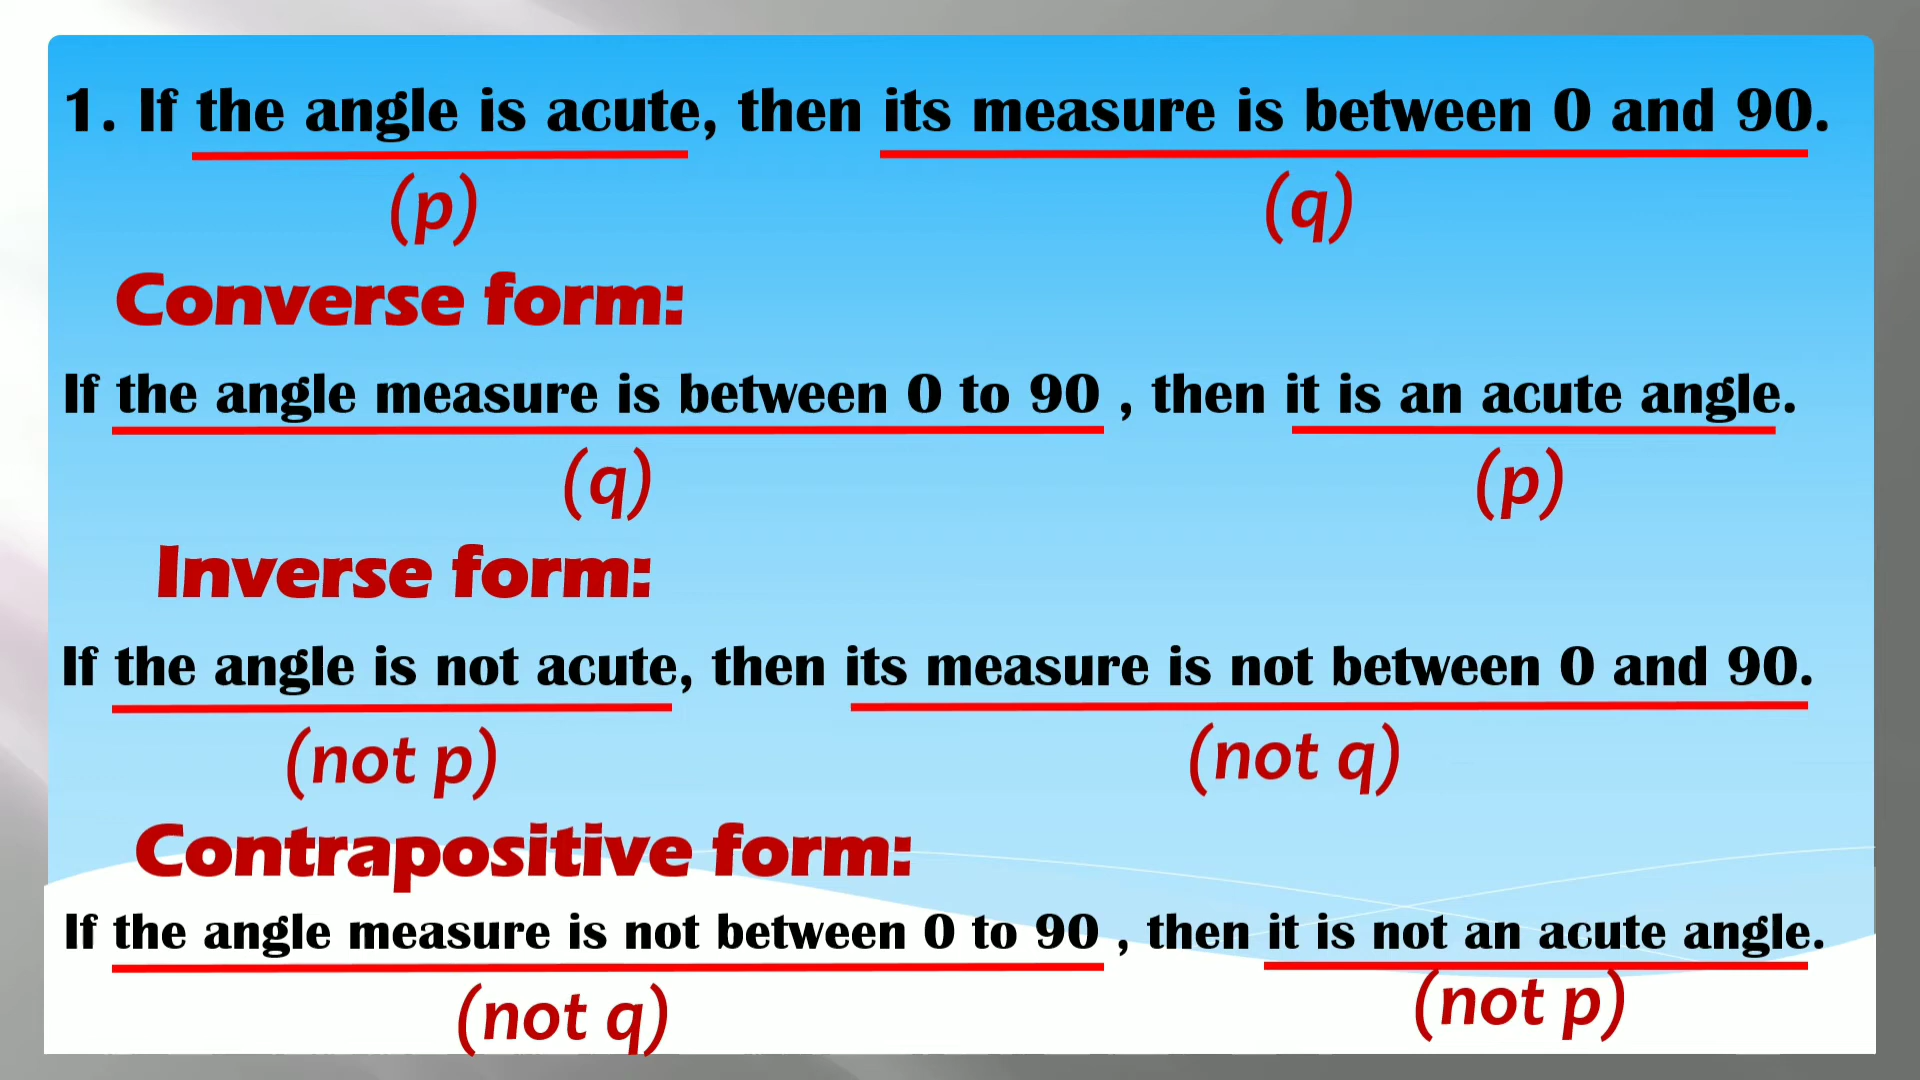 1. If the angle is acute, then its measure is between 0 and 90.
(p) (q)
Converse form:
If the angle measure is between 0 to 90 , then it is an acute angle.
(q) (p)
Inverse form:
If the angle is not acute, then its measure is not between 0 and 90.
(not p) (not q)
Contrapositive form:
If the angle measure is not between 0 to 90 , then it is not an acute angle.
(not q) (not p)